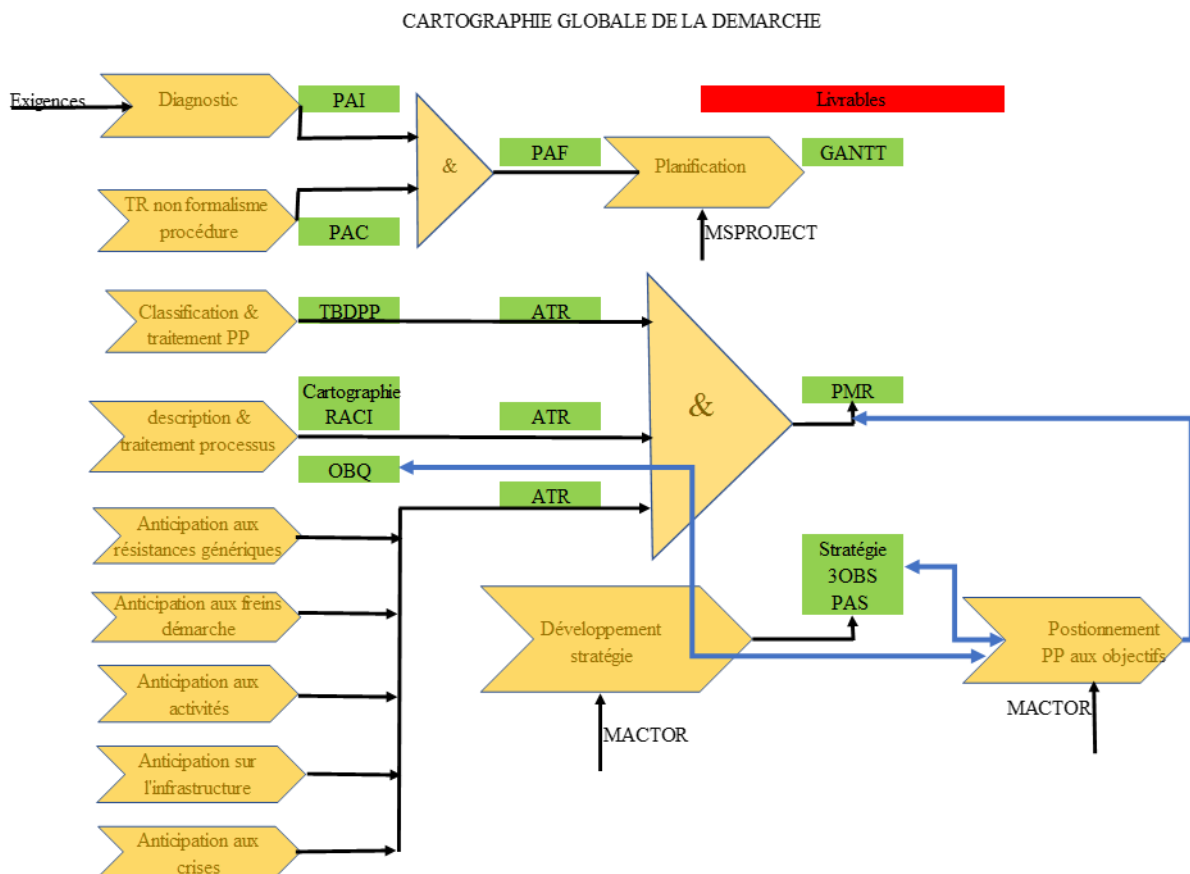 CARTOGRAPHIE GLOBALE DE LA DEMARCHE
Exigences
Diagnostic
PAI
Livrables
&
PAF
Planification
GANTT
TR non formalisme
procédure
PAC
MSPROJECT
Classification &
traitement PP
TBDPP
ATR
Cartographie
RACI
description &
traitement processus
ATR
&
PMR
OBQ
ATR
Anticipation aux
résistances génériques
Stratégie
3OBS
PAS
Anticipation aux freins
démarche
Développement
stratégie
Postionnement
PP aux objectifs
Anticipation aux
activités
MACTOR
MACTOR
Anticipation sur
l'infrastructure
Anticipation aux
crises